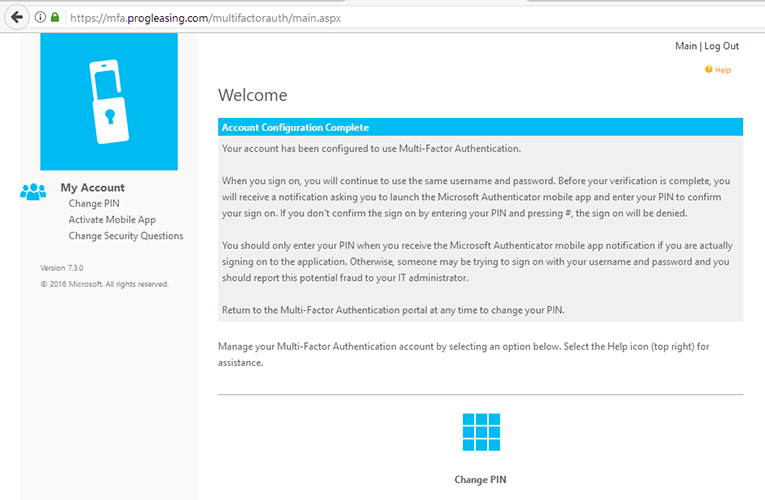 https://mfa.progleasing.com/multifactorauth/main.aspx
Main | Log Out
Help
Welcome
Account Configuration Complete
Your account has been configured to use Multi-Factor Authentication.
When you sign on, you will continue to use the same username and password. Before your verification is complete, you
will receive a notification asking you to launch the Microsoft Authenticator mobile app and enter your PIN to confirm
your sign on. If you don't confirm the sign on by entering your PIN and pressing #, the sign on will be denied.
You should only enter your PIN when you receive the Microsoft Authenticator mobile app notification if you are actually
signing on to the application. Otherwise, someone may be trying to sign on with your username and password and you
should report this potential fraud to your IT administrator.
Return to the Multi-Factor Authentication portal at any time to change your PIN.
Manage your Multi-Factor Authentication account by selecting an option below. Select the Help icon (top right) for
assistance.
Change PIN
My Account
Change PIN
Activate Mobile App
Change Security Questions
Version 7.3.0
© 2016 Microsoft. All rights reserved.